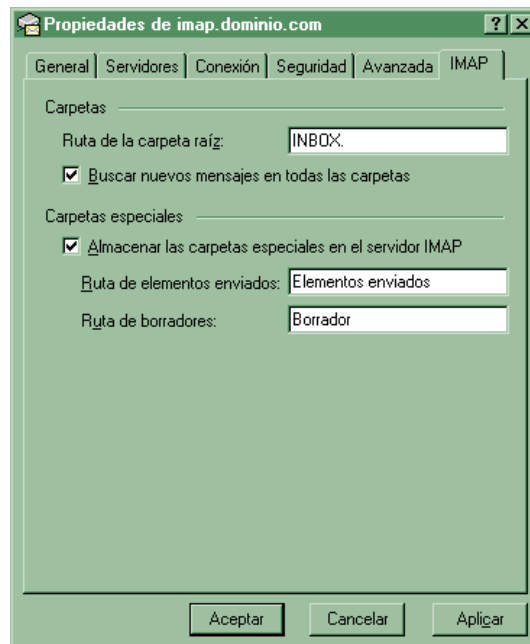 Propiedades de imap.dominio.com ? X
General Servidores Conexión Seguridad Avanzada IMAP
Carpetas
Ruta de la carpeta raíz: INBOX.
Buscar nuevos mensajes en todas las carpetas
Carpetas especiales
Almacenar las carpetas especiales en el servidor IMAP
Ruta de elementos enviados: Elementos enviados
Ruta de borradores: Borrador
Aceptar Cancelar Aplicar